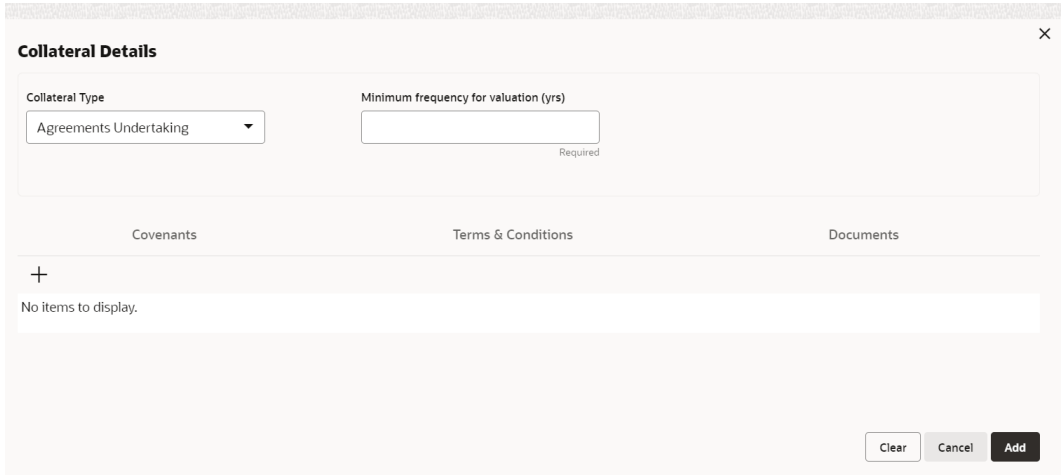 Collateral Details
Collateral Type
Minimum frequency for valuation (yrs)
Agreements Undertaking
Required
Covenants
Terms & Conditions
Documents
No items to display.
Clear
Cancel
Add